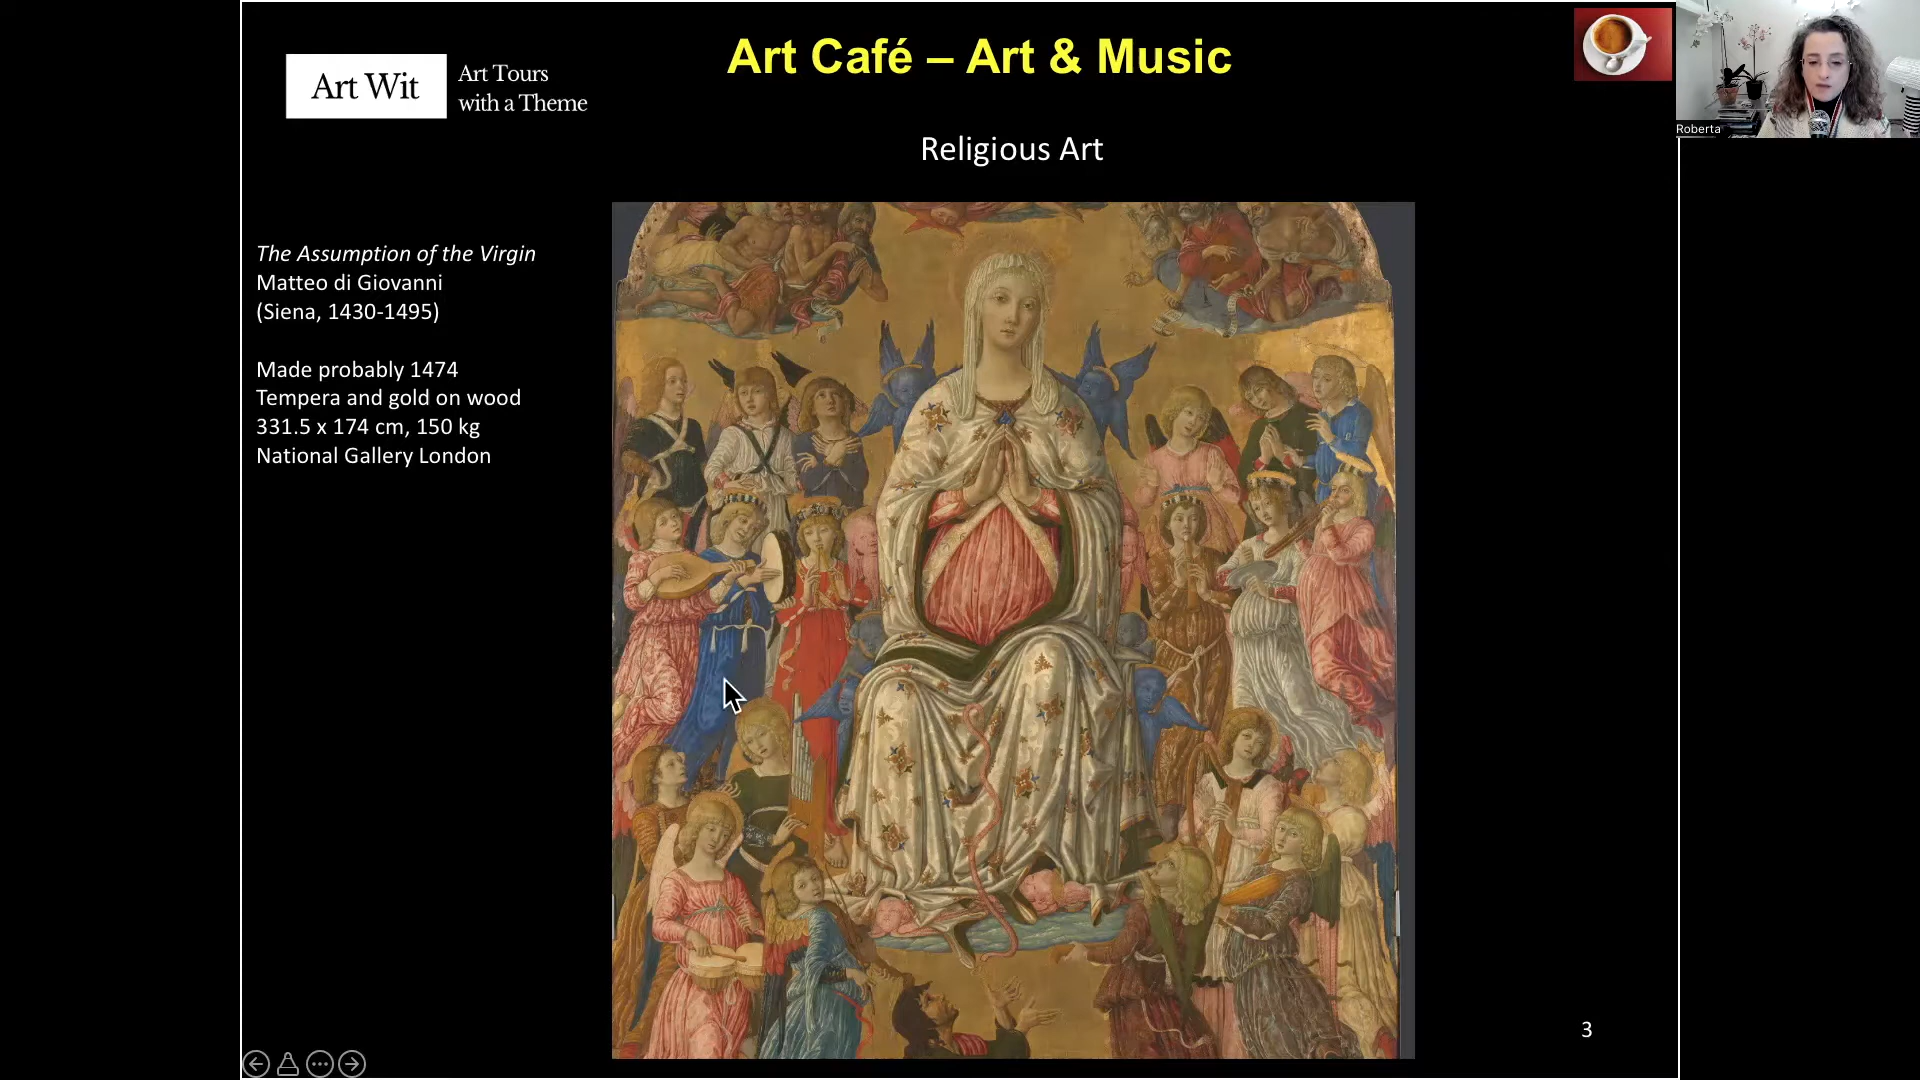 Art Wit
Art Tours
with a Theme
Art Café – Art & Music
Roberta
Religious Art
The Assumption of the Virgin
Matteo di Giovanni
(Siena, 1430-1495)
Made probably 1474
Tempera and gold on wood
331.5 x 174 cm, 150 kg
National Gallery London
3